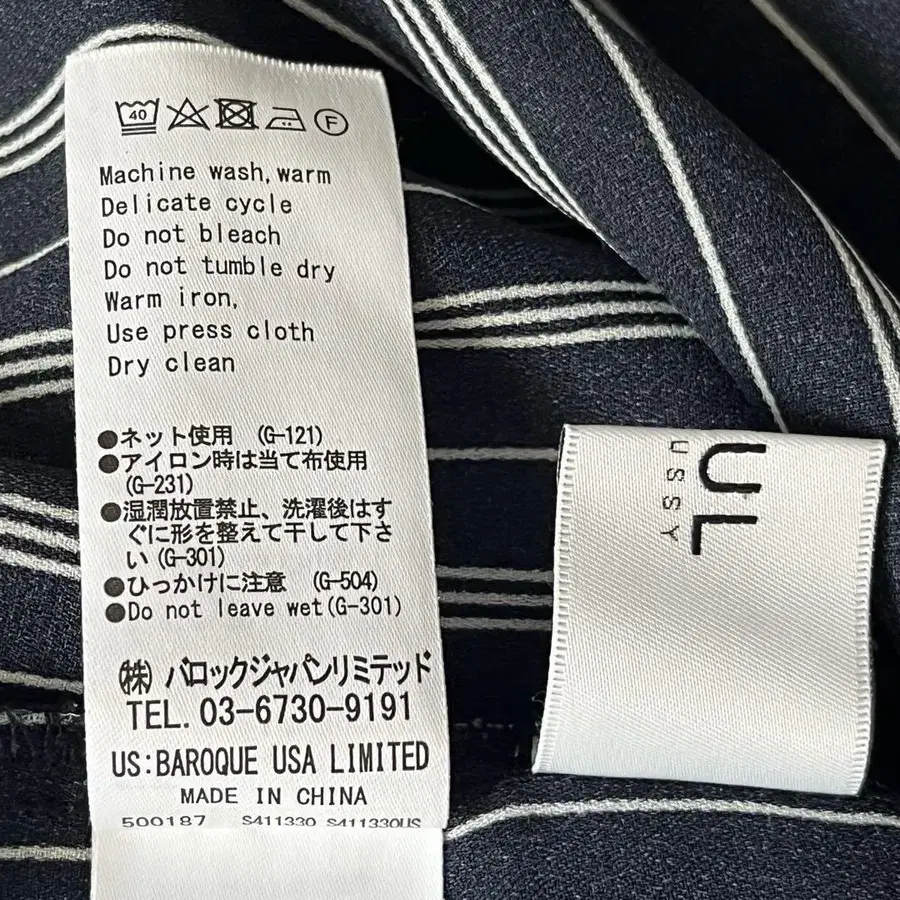 40
F
Machine wash, warm
Delicate cycle
Do not bleach
Do not tumble dry
Warm iron,
Use press cloth
Dry clean
●ネット使用 (G-121)
●アイロン時は当て布使用
(G-231)
●湿潤放置禁止、洗濯後はす
ぐに形を整えて干して下さ
い (G-301)
●ひっかけに注意 (G-504)
●Do not leave wet(G-301)
㈱ バロックジャパンリミテッド
TEL. 03-6730-9191
US:BAROQUE USA LIMITED
MADE IN CHINA
500187 S411330 S411330US
UL
USSY